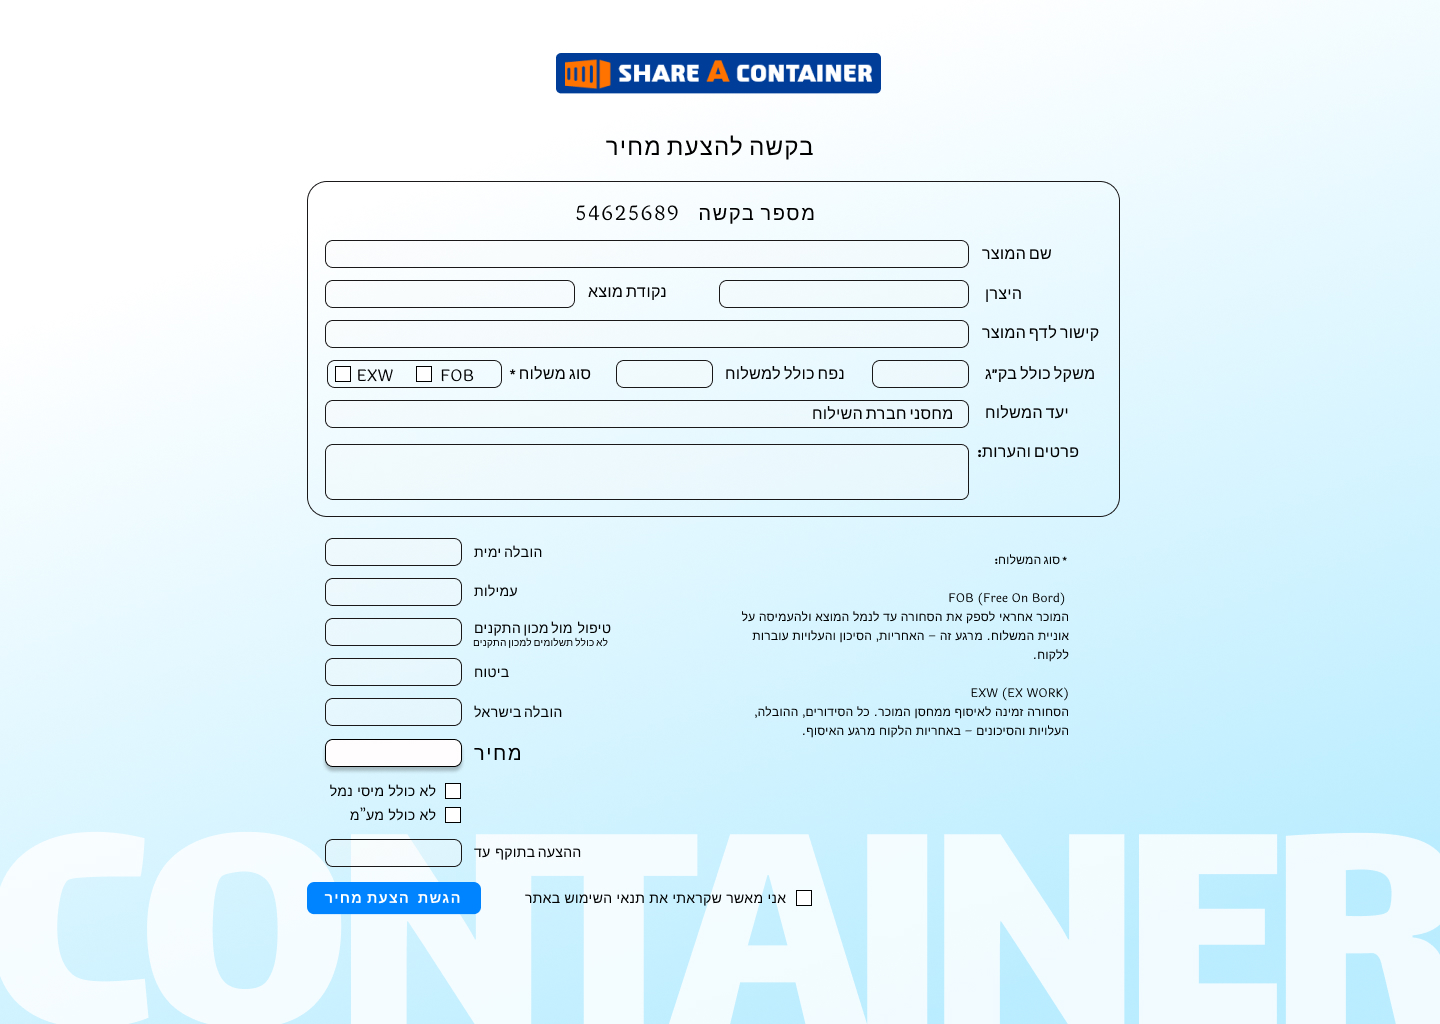 SHARE A CONTAINER
בקשה להצעת מחיר
מספר בקשה 54625689
שם המוצר
היצרן
נקודת מוצא
קישור לדף המוצר
משקל כולל בק"ג
נפח כולל למשלוח
סוג משלוח *
FOB
EXW
יעד המשלוח
מחסני חברת השילוח
פרטים והערות:
* סוג המשלוח:
FOB (Free On Bord)
המוכר אחראי לספק את הסחורה עד לנמל המוצא ולהעמיסה על
אוניית המשלוח. מרגע זה – האחריות, הסיכון והעלויות עוברות
ללקוח.
EXW (EX WORK)
הסחורה זמינה לאיסוף ממחסן המוכר. כל הסידורים, ההובלה,
העלויות והסיכונים – באחריות הלקוח מרגע האיסוף.
הובלה ימית
עמילות
טיפול מול מכון התקנים
לא כולל תשלומים למכון התקנים
ביטוח
הובלה בישראל
מחיר
לא כולל מיסי נמל
לא כולל מע"מ
ההצעה בתוקף עד
אני מאשר שקראתי את תנאי השימוש באתר
הגשת הצעת מחיר
CONTAINER